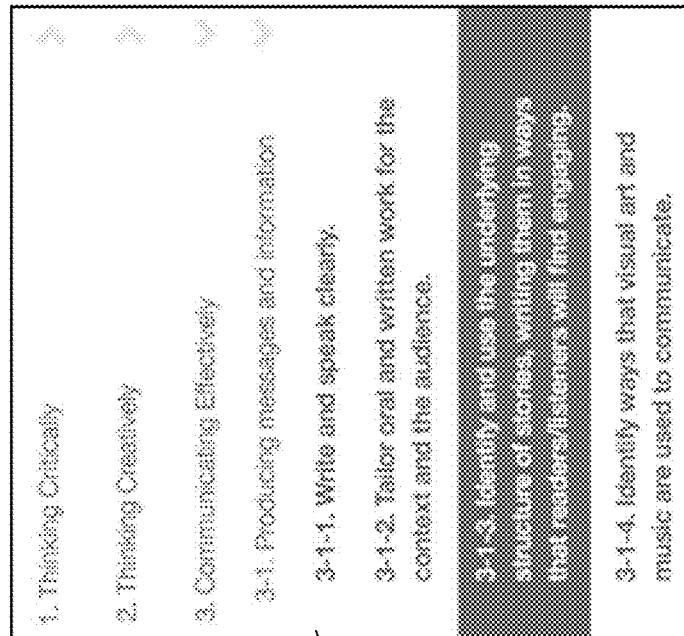 1. Thinking Critically
2. Thinking Creatively
3. Communicating Effectively
3-1. Producing messages and information
3-1-1. Write and speak clearly.
3-1-2. Tailor oral and written work for the
context and the audience.
3-1-3. Identify and use the underlying
structure of stories, writing them in ways
that readers/listeners will find engaging.
3-1-4. Identify ways that visual art and
music are used to communicate.